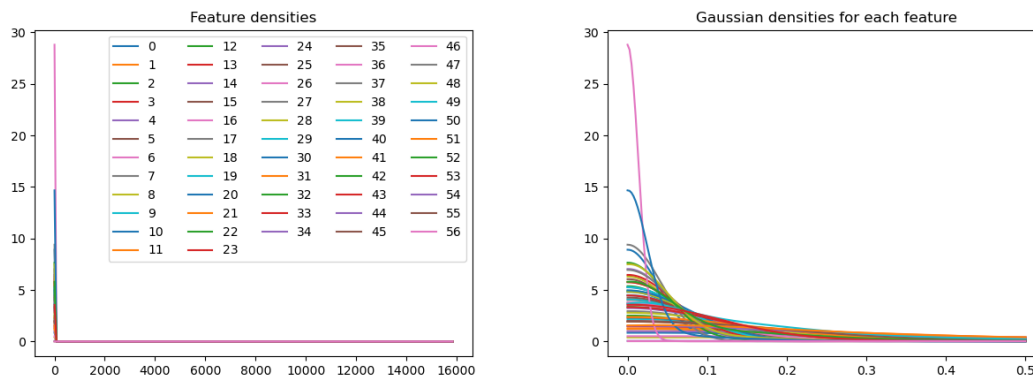 Feature densities
30
25
20
15
10
5
0
0 2000 4000 6000 8000 10000 12000 14000 16000
0 12 24 35 46
1 13 25 36 47
2 14 26 37 48
3 15 27 38 49
4 16 28 39 50
5 17 29 40 51
6 18 30 41 52
7 19 31 42 53
8 20 32 43 54
9 21 33 44 55
10 22 34 45 56
11 23
Gaussian densities for each feature
30
25
20
15
10
5
0
0.0 0.1 0.2 0.3 0.4 0.5